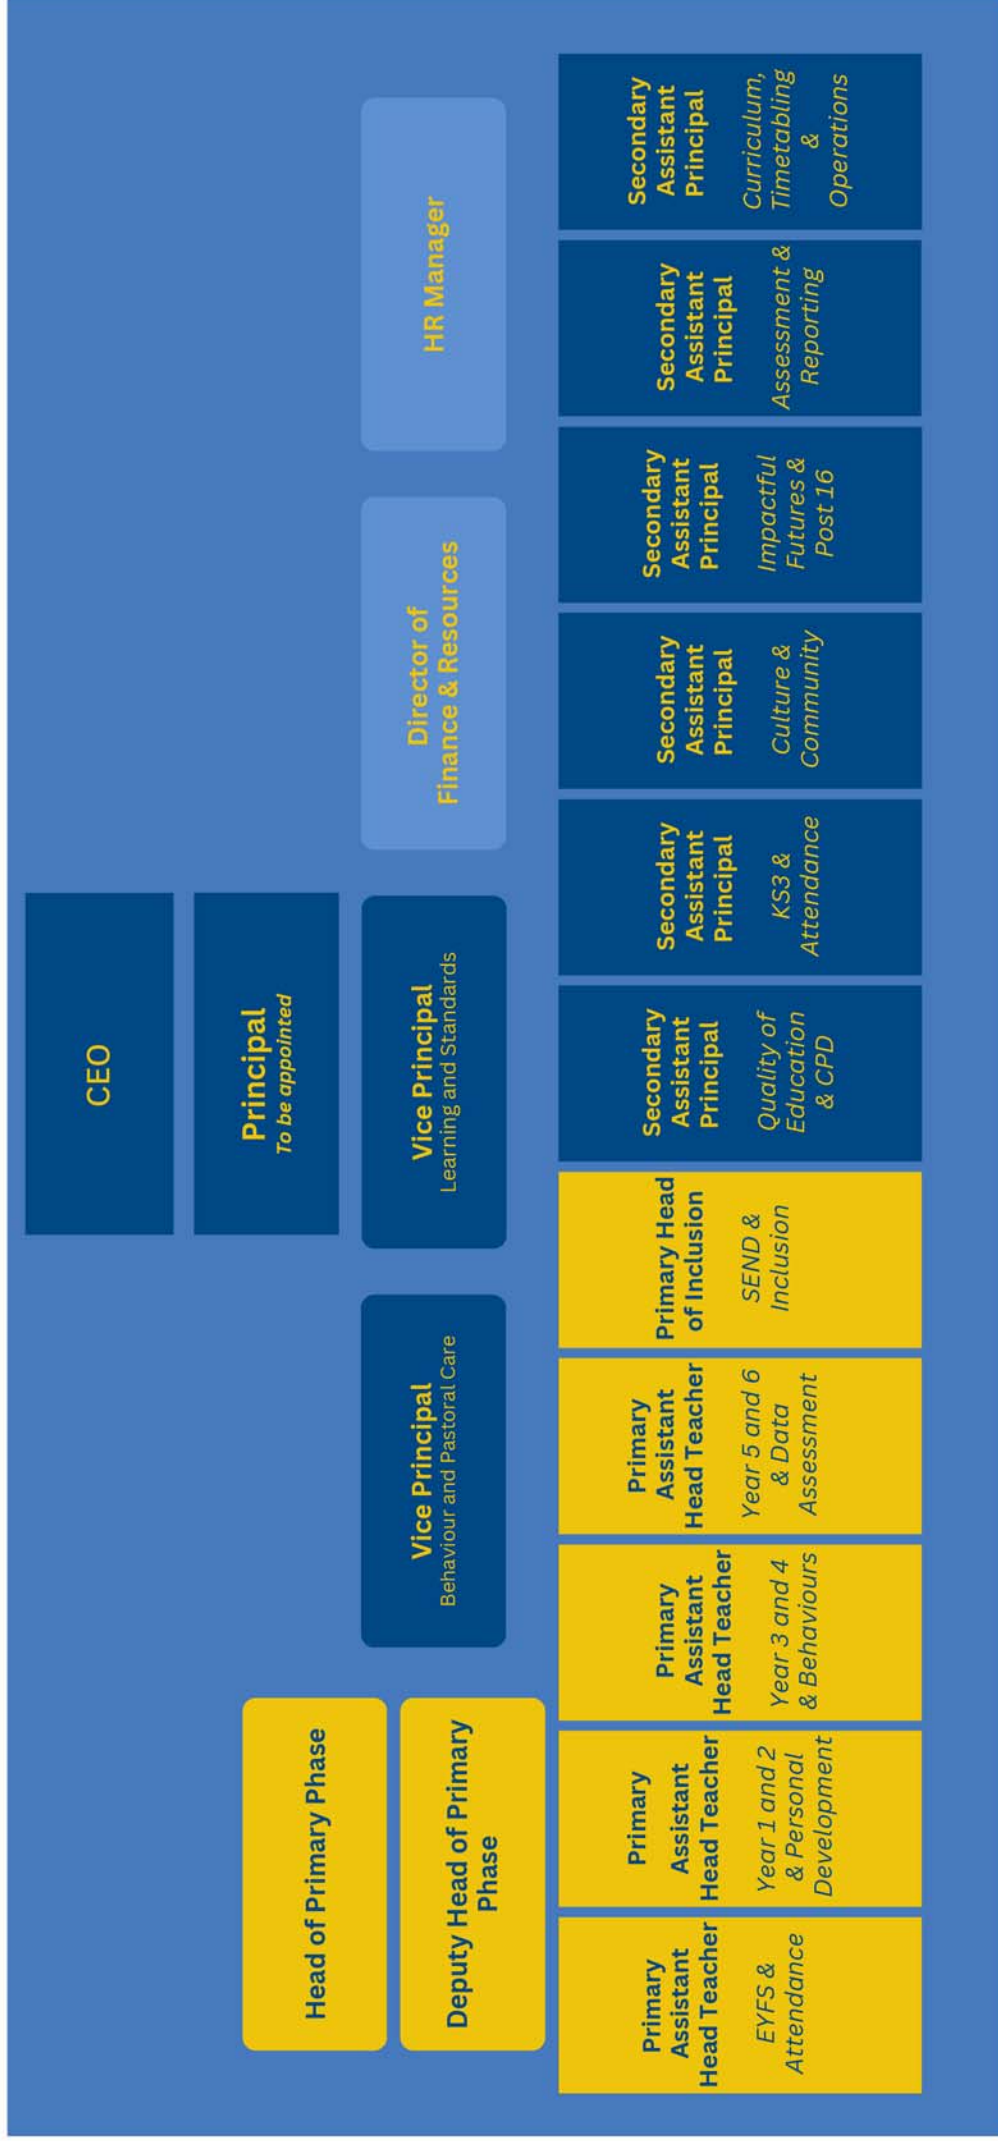 CEO
Principal
To be appointed
Head of Primary Phase
Deputy Head of Primary
Phase
Vice Principal
Behaviour and Pastoral Care
Vice Principal
Learning and Standards
Director of
Finance & Resources
HR Manager
Primary
Assistant
Head Teacher
EYFS &
Attendance
Primary
Assistant
Head Teacher
Year 1 and 2
& Personal
Development
Primary
Assistant
Head Teacher
Year 3 and 4
& Behaviours
Primary
Assistant
Head Teacher
Year 5 and 6
& Data
Assessment
Primary Head
of Inclusion
SEND &
Inclusion
Secondary
Assistant
Principal
Quality of
Education
& CPD
Secondary
Assistant
Principal
KS3 &
Attendance
Secondary
Assistant
Principal
Culture &
Community
Secondary
Assistant
Principal
Impactful
Futures &
Post 16
Secondary
Assistant
Principal
Assessment &
Reporting
Secondary
Assistant
Principal
Curriculum,
Timetabling
&
Operations